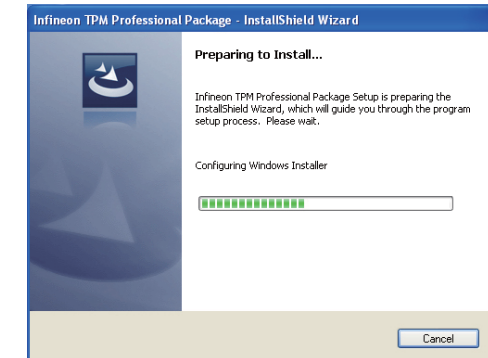 Infineon TPM Professional Package - InstallShield Wizard
Preparing to Install...
Infineon TPM Professional Package Setup is preparing the
InstallShield Wizard, which will guide you through the program
setup process. Please wait.
Configuring Windows Installer
Cancel